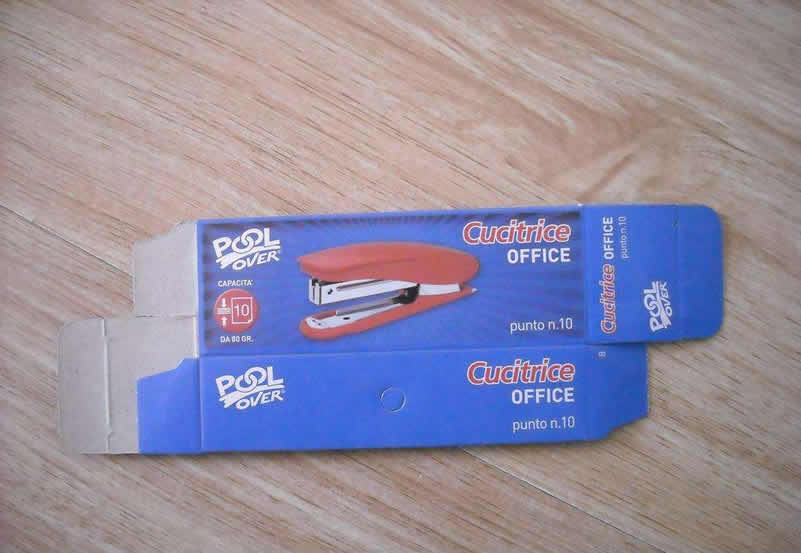 POOL
OVER®
CAPACITA'
10
DA 80 GR.
Cucitrice
OFFICE
punto n.10
Cucitrice OFFICE
punto n.10
POOL
OVER
POOL
OVER®
Cucitrice
OFFICE
punto n.10
B